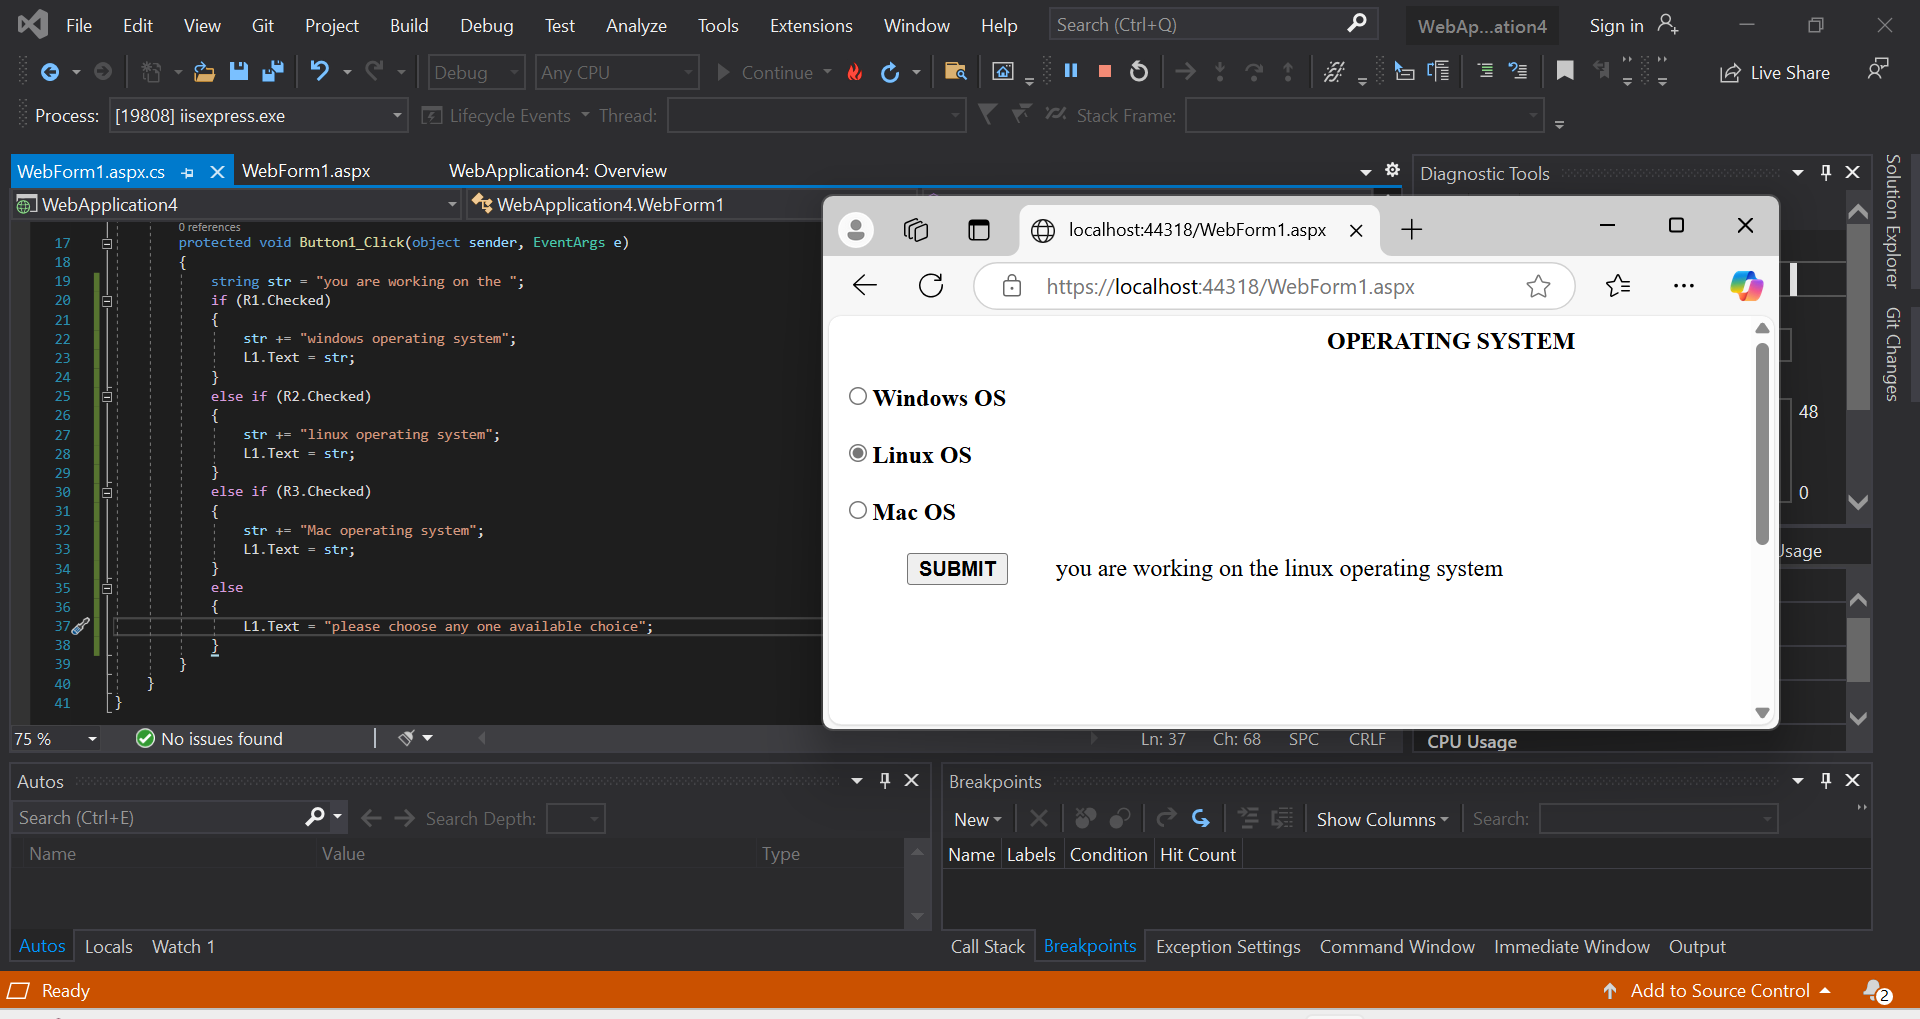 File Edit View Git Project Build Debug Test Analyze Tools Extensions Window Help Search (Ctrl+Q) WebAp...ation4 Sign in
Debug Any CPU Continue Live Share
Process: [19808] iisexpress.exe Lifecycle Events Thread: Stack Frame:
WebForm1.aspx.cs WebForm1.aspx WebApplication4: Overview
WebApplication4 WebApplication4.WebForm1
0 references
17 protected void Button1_Click(object sender, EventArgs e)
18 {
19 string str = "you are working on the ";
20 if (R1.Checked)
21 {
22 str += "windows operating system";
23 L1.Text = str;
24 }
25 else if (R2.Checked)
26 {
27 str += "linux operating system";
28 L1.Text = str;
29 }
30 else if (R3.Checked)
31 {
32 str += "Mac operating system";
33 L1.Text = str;
34 }
35 else
36 {
37 L1.Text = "please choose any one available choice";
38 }
39 }
40 }
41 }
75 % No issues found Ln: 37 Ch: 68 SPC CRLF
localhost:44318/WebForm1.aspx
https://localhost:44318/WebForm1.aspx
OPERATING SYSTEM
Windows OS
Linux OS
Mac OS
SUBMIT you are working on the linux operating system
Diagnostic Tools
48
0
CPU Usage
Solution Explorer
Git Changes
Autos
Search (Ctrl+E) Search Depth:
Name Value Type
Autos Locals Watch 1
Breakpoints
New Show Columns Search:
Name Labels Condition Hit Count
Call Stack Breakpoints Exception Settings Command Window Immediate Window Output
Ready Add to Source Control 2